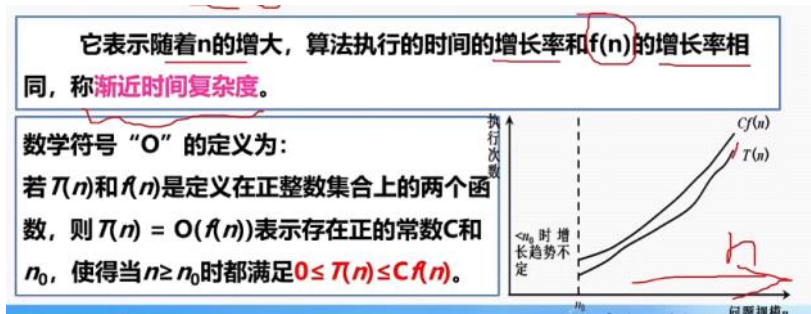 它表示随着n的增大，算法执行的时间的增长率和f(n)的增长率相
同，称渐近时间复杂度。
数学符号“O”的定义为：
若T(n)和f(n)是定义在正整数集合上的两个函
数，则T(n) = O(f(n))表示存在正的常数C和
n₀，使得当n≥n₀时都满足0≤T(n)≤Cf(n)。
执行次数
Cf(n)
T(n)
<n₀ 时 增
长趋势不
定
n
n₀
问题规模n